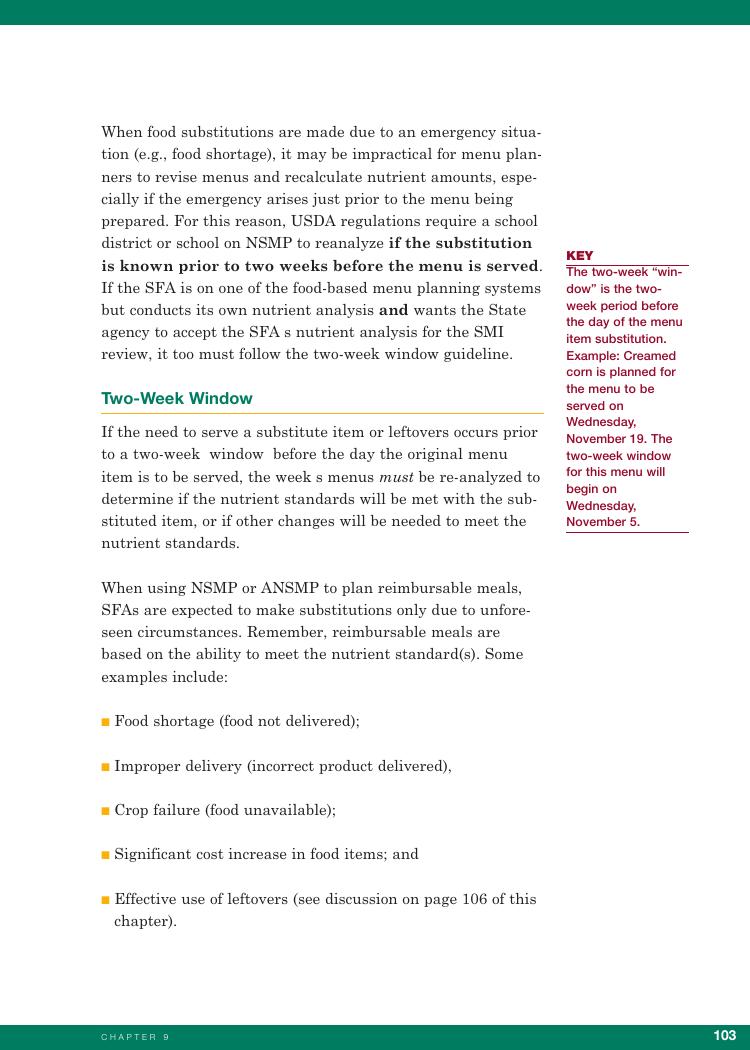 When food substitutions are made due to an emergency situa-
tion (e.g., food shortage), it may be impractical for menu plan-
ners to revise menus and recalculate nutrient amounts, espe-
cially if the emergency arises just prior to the menu being
prepared. For this reason, USDA regulations require a school
district or school on NSMP to reanalyze if the substitution
is known prior to two weeks before the menu is served.
If the SFA is on one of the food-based menu planning systems
but conducts its own nutrient analysis and wants the State
agency to accept the SFA s nutrient analysis for the SMI
review, it too must follow the two-week window guideline.
Two-Week Window
If the need to serve a substitute item or leftovers occurs prior
to a two-week  window  before the day the original menu
item is to be served, the week s menus must be re-analyzed to
determine if the nutrient standards will be met with the sub-
stituted item, or if other changes will be needed to meet the
nutrient standards.
When using NSMP or ANSMP to plan reimbursable meals,
SFAs are expected to make substitutions only due to unfore-
seen circumstances. Remember, reimbursable meals are
based on the ability to meet the nutrient standard(s). Some
examples include:
■ Food shortage (food not delivered);
■ Improper delivery (incorrect product delivered),
■ Crop failure (food unavailable);
■ Significant cost increase in food items; and
■ Effective use of leftovers (see discussion on page 106 of this
chapter).
KEY
The two-week “win-
dow” is the two-
week period before
the day of the menu
item substitution.
Example: Creamed
corn is planned for
the menu to be
served on
Wednesday,
November 19. The
two-week window
for this menu will
begin on
Wednesday,
November 5.
CHAPTER 9
103